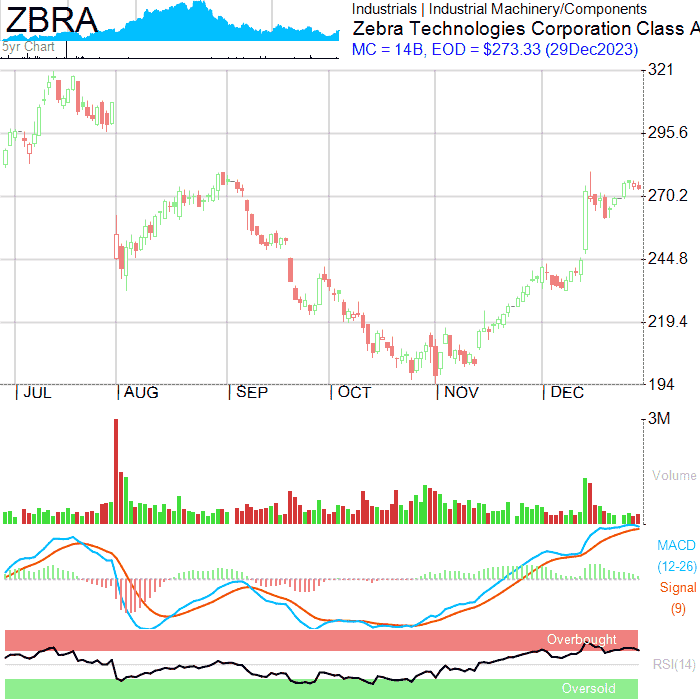 ZBRA
5yr Chart
Industrials | Industrial Machinery/Components
Zebra Technologies Corporation Class A
MC = 14B, EOD = $273.33 (29Dec2023)
321
295.6
270.2
244.8
219.4
194
JUL
AUG
SEP
OCT
NOV
DEC
3M
Volume
MACD
(12-26)
Signal
(9)
Overbought
RSI(14)
Oversold